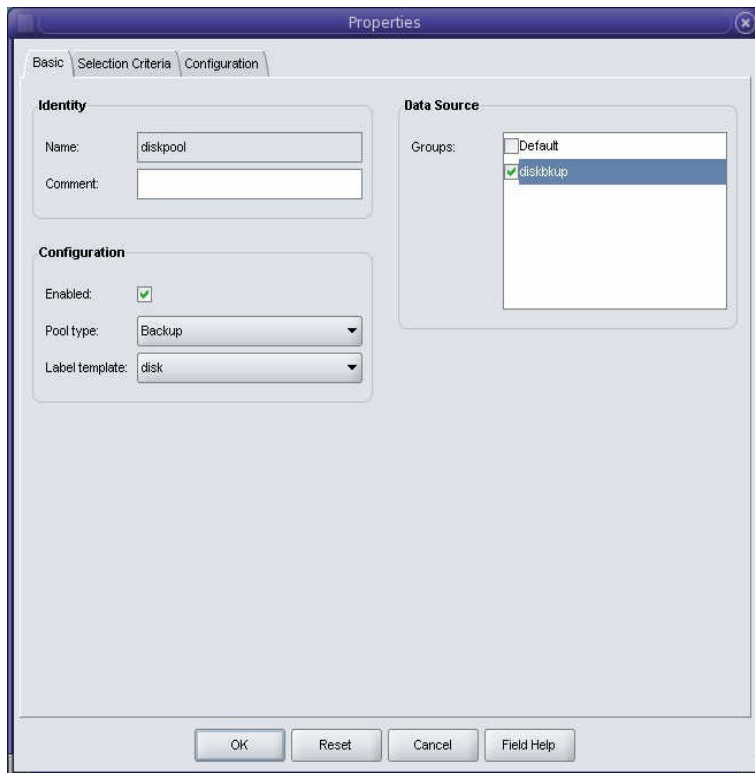 Properties
Basic Selection Criteria Configuration
Identity
Name: diskpool
Comment:
Configuration
Enabled:
Pool type: Backup
Label template: disk
Data Source
Groups: Default
diskbkup
OK Reset Cancel Field Help